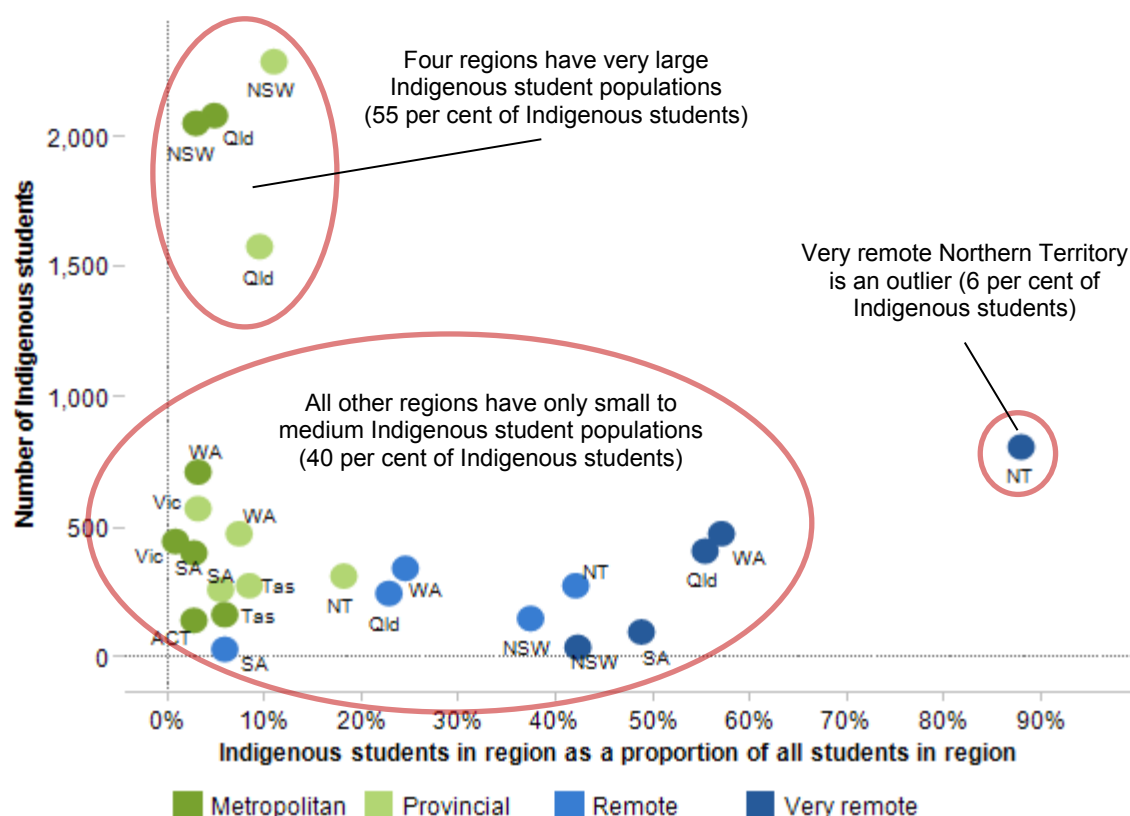 Four regions have very large
Indigenous student populations
(55 per cent of Indigenous students)
NSW
Qld
NSW
Qld
Very remote Northern Territory
is an outlier (6 per cent of
Indigenous students)
NT
All other regions have only small to
medium Indigenous student populations
(40 per cent of Indigenous students)
WA
Vic
WA
Vic
SA
SA
Tas
Tas
ACT
SA
NT
Qld
WA
NT
NSW
NSW
SA
Qld
WA
Number of Indigenous students
2,000
1,500
1,000
500
0
0% 10% 20% 30% 40% 50% 60% 70% 80% 90%
Indigenous students in region as a proportion of all students in region
Metropolitan Provincial Remote Very remote